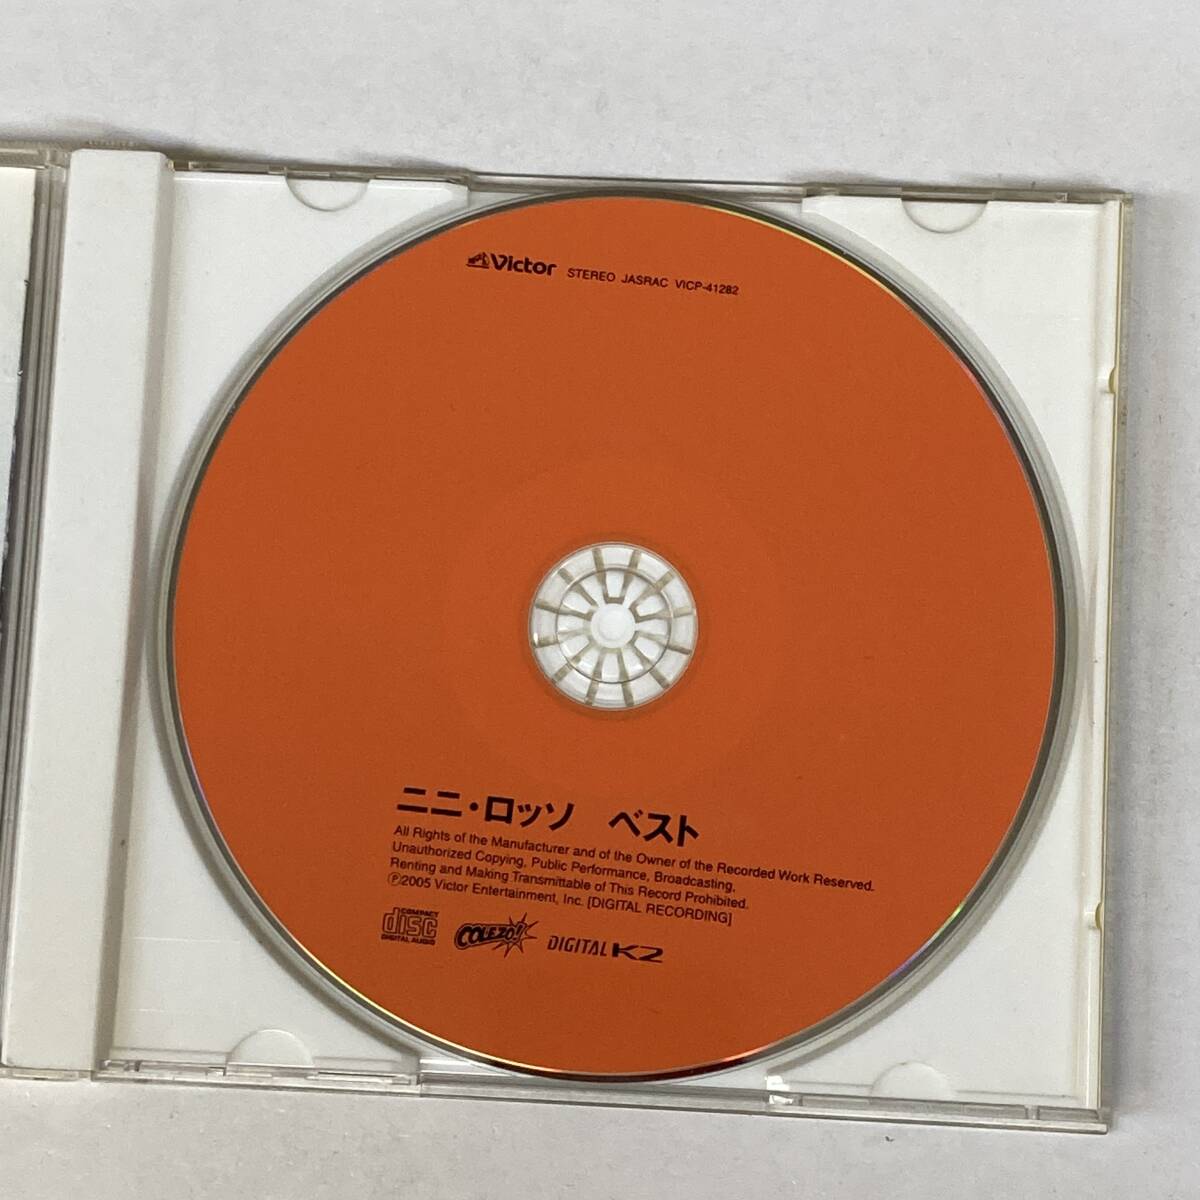 Victor STEREO JASRAC VICP-41282
ニニ・ロッソ ベスト
All Rights of the Manufacturer and of the Owner of the Recorded Work Reserved.
Unauthorized Copying, Public Performance, Broadcasting,
Renting and Making Transmittable of This Record Prohibited.
Ⓟ2005 Victor Entertainment, Inc. [DIGITAL RECORDING]
COMPACT disc DIGITAL AUDIO COLEZO! DIGITAL K2